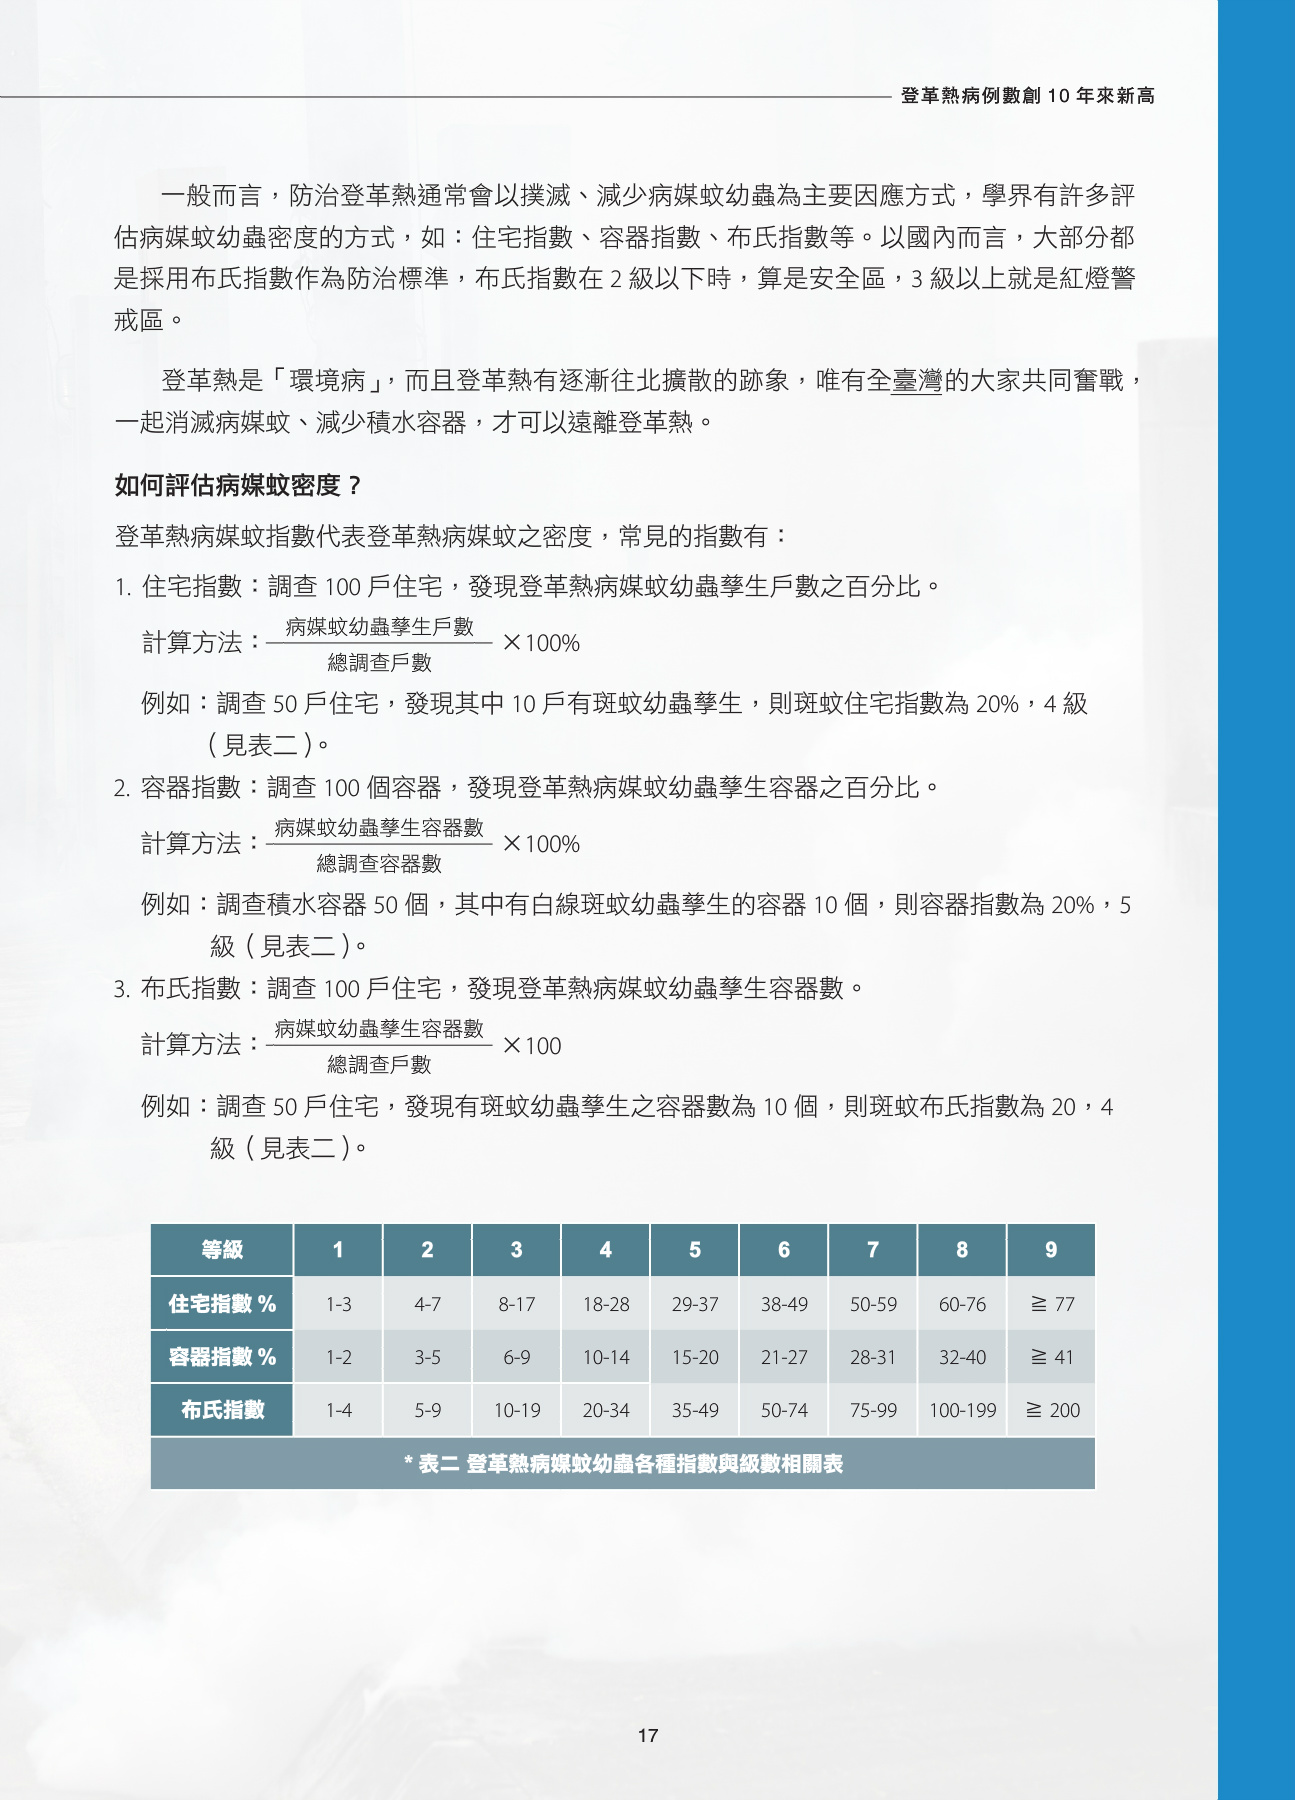 登革熱病例數創 10 年來新高
一般而言，防治登革熱通常會以撲滅、減少病媒蚊幼蟲為主要因應方式，學界有許多評
估病媒蚊幼蟲密度的方式，如：住宅指數、容器指數、布氏指數等。以國內而言，大部分都
是採用布氏指數作為防治標準，布氏指數在 2 級以下時，算是安全區，3 級以上就是紅燈警
戒區。
登革熱是「環境病」，而且登革熱有逐漸往北擴散的跡象，唯有全臺灣的大家共同奮戰，
一起消滅病媒蚊、減少積水容器，才可以遠離登革熱。
如何評估病媒蚊密度？
登革熱病媒蚊指數代表登革熱病媒蚊之密度，常見的指數有：
1. 住宅指數：調查 100 戶住宅，發現登革熱病媒蚊幼蟲孳生戶數之百分比。
病媒蚊幼蟲孳生戶數
計算方法： ×100%
總調查戶數
例如：調查 50 戶住宅，發現其中 10 戶有斑蚊幼蟲孳生，則斑蚊住宅指數為 20%，4 級
（見表二）。
2. 容器指數：調查 100 個容器，發現登革熱病媒蚊幼蟲孳生容器之百分比。
病媒蚊幼蟲孳生容器數
計算方法： ×100%
總調查容器數
例如：調查積水容器 50 個，其中有白線斑蚊幼蟲孳生的容器 10 個，則容器指數為 20%，5
級（見表二）。
3. 布氏指數：調查 100 戶住宅，發現登革熱病媒蚊幼蟲孳生容器數。
病媒蚊幼蟲孳生容器數
計算方法： ×100
總調查戶數
例如：調查 50 戶住宅，發現有斑蚊幼蟲孳生之容器數為 10 個，則斑蚊布氏指數為 20，4
級（見表二）。
等級 1 2 3 4 5 6 7 8 9
住宅指數 % 1-3 4-7 8-17 18-28 29-37 38-49 50-59 60-76 ≧ 77
容器指數 % 1-2 3-5 6-9 10-14 15-20 21-27 28-31 32-40 ≧ 41
布氏指數 1-4 5-9 10-19 20-34 35-49 50-74 75-99 100-199 ≧ 200
* 表二 登革熱病媒蚊幼蟲各種指數與級數相關表
17